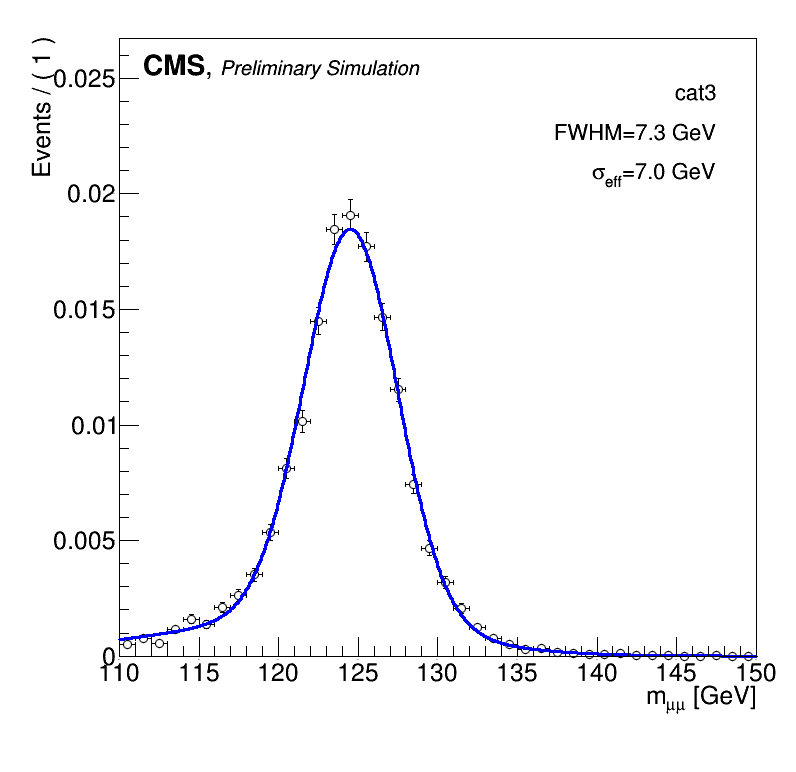 CMS, Preliminary Simulation
cat3
FWHM=7.3 GeV
σeff=7.0 GeV
Events / ( 1 )
0.025
0.02
0.015
0.01
0.005
0
110 115 120 125 130 135 140 145 150
mμμ [GeV]